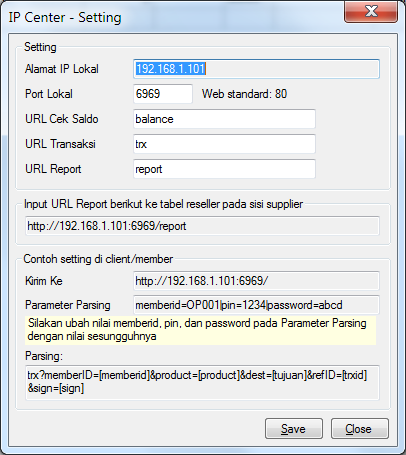 IP Center - Setting
Setting
Alamat IP Lokal 192.168.1.101
Port Lokal 6969 Web standard: 80
URL Cek Saldo balance
URL Transaksi trx
URL Report report
Input URL Report berikut ke tabel reseller pada sisi supplier
http://192.168.1.101:6969/report
Contoh setting di client/member
Kirim Ke http://192.168.1.101:6969/
Parameter Parsing memberid=OP001|pin=1234|password=abcd
Silakan ubah nilai memberid, pin, dan password pada Parameter Parsing
dengan nilai sesungguhnya
Parsing:
trx?memberID=[memberid]&product=[product]&dest=[tujuan]&refID=[trxid]
&sign=[sign]
Save Close